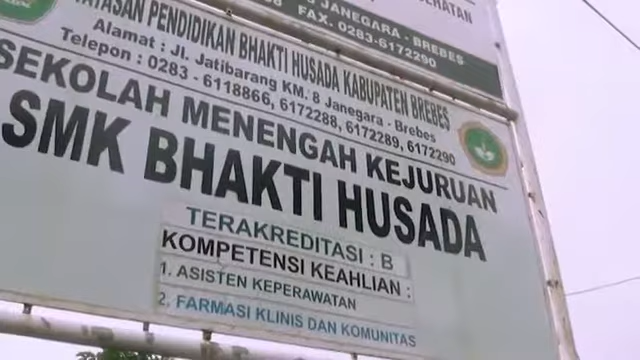 JANEGARA - BREBES
FAX. 0283-6172290
YAYASAN PENDIDIKAN BHAKTI HUSADA KABUPATEN BREBES
Alamat : Jl. Jatibarang KM. 8 Janegara - Brebes
Telepon : 0283 - 6118866, 6172288, 6172289, 6172290
SEKOLAH MENENGAH KEJURUAN
SMK BHAKTI HUSADA
TERAKREDITASI : B
KOMPETENSI KEAHLIAN :
1. ASISTEN KEPERAWATAN
2. FARMASI KLINIS DAN KOMUNITAS